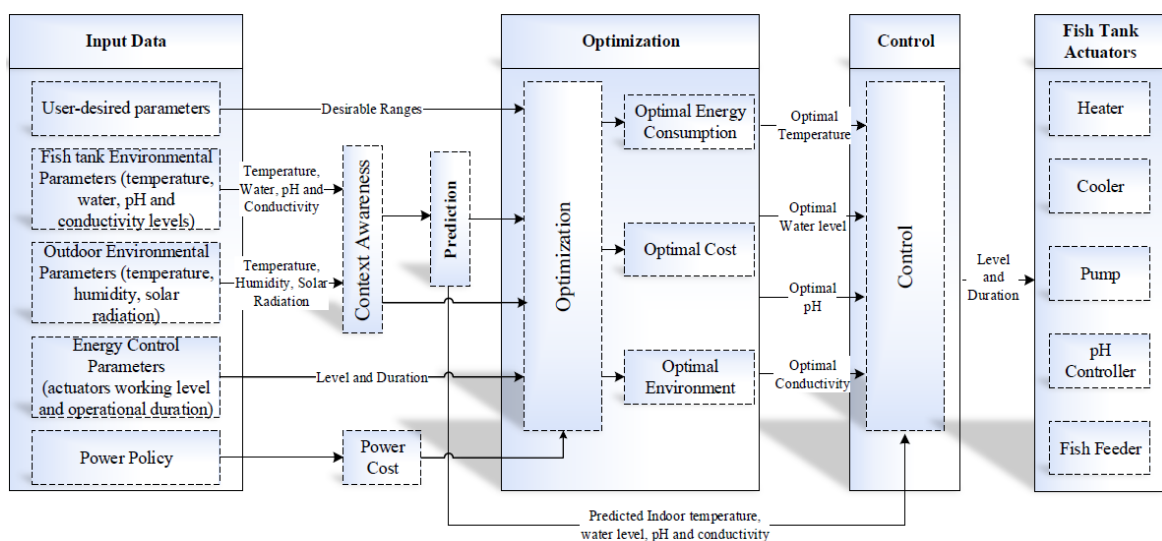 Input Data
User-desired parameters
Fish tank Environmental
Parameters (temperature,
water, pH and
conductivity levels)
Outdoor Environmental
Parameters (temperature,
humidity, solar
radiation)
Energy Control
Parameters
(actuators working level
and operational duration)
Power Policy
Desirable Ranges
Temperature,
Water, pH and
Conductivity
Temperature,
Humidity, Solar
Radiation
Level and Duration
Context Awareness
Prediction
Power
Cost
Optimization
Optimization
Optimal Energy
Consumption
Optimal Cost
Optimal
Environment
Optimal
Temperature
Optimal
Water level
Optimal
pH
Optimal
Conductivity
Predicted Indoor temperature,
water level, pH and conductivity
Control
Control
Level
and
Duration
Fish Tank
Actuators
Heater
Cooler
Pump
pH
Controller
Fish Feeder